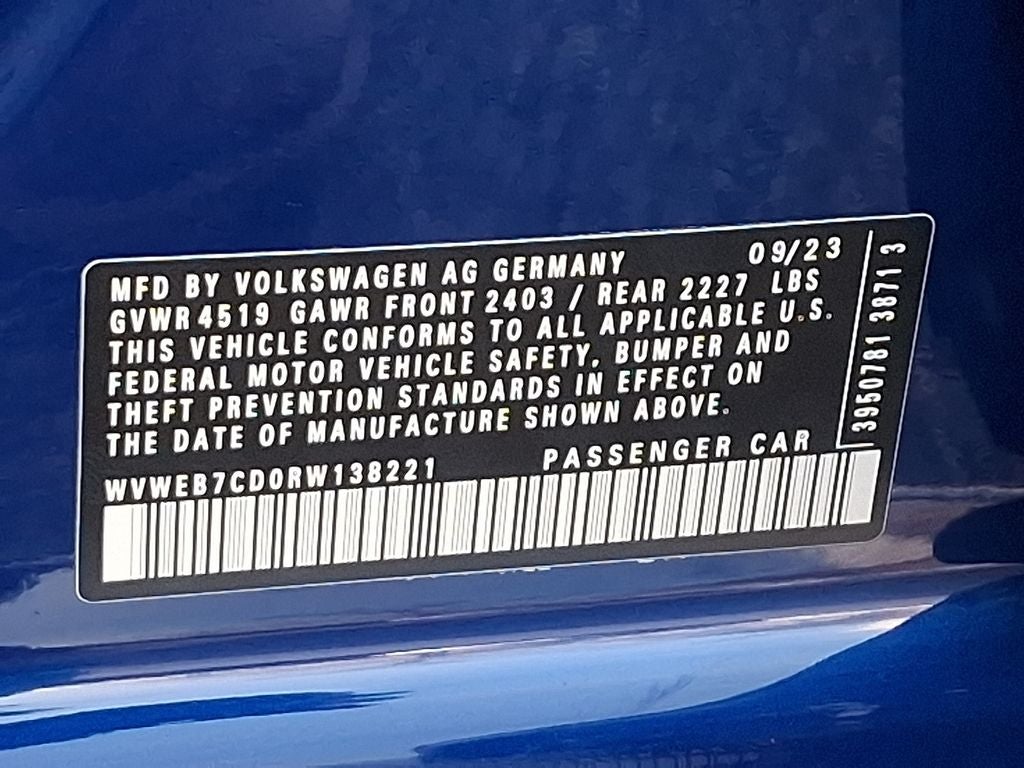 MFD BY VOLKSWAGEN AG GERMANY 09/23
GVWR 4519 GAWR FRONT 2403 / REAR 2227 LBS
THIS VEHICLE CONFORMS TO ALL APPLICABLE U.S.
FEDERAL MOTOR VEHICLE SAFETY, BUMPER AND
THEFT PREVENTION STANDARDS IN EFFECT ON
THE DATE OF MANUFACTURE SHOWN ABOVE.
WVWEB7CD0RW138221 PASSENGER CAR
3950781 3871 3